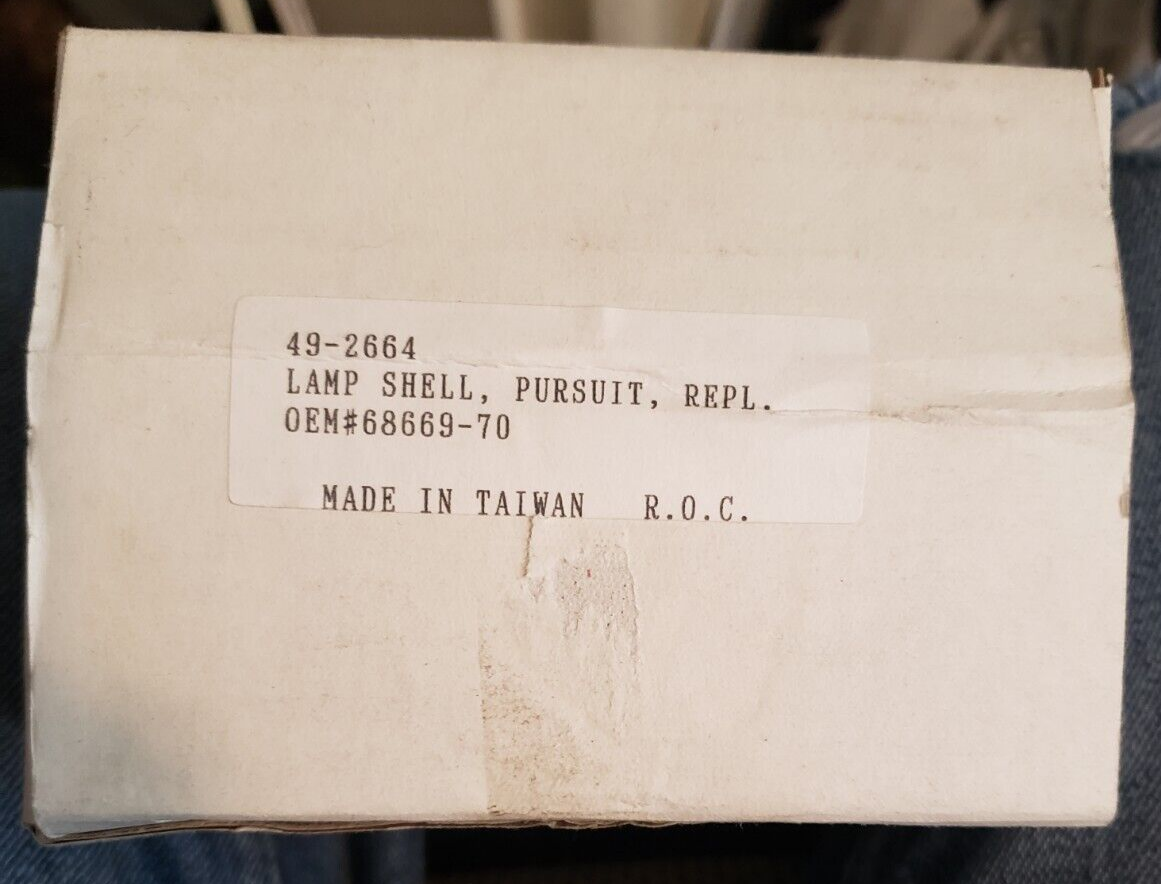 49-2664
LAMP SHELL, PURSUIT, REPL.
OEM#68669-70
MADE IN TAIWAN R.O.C.